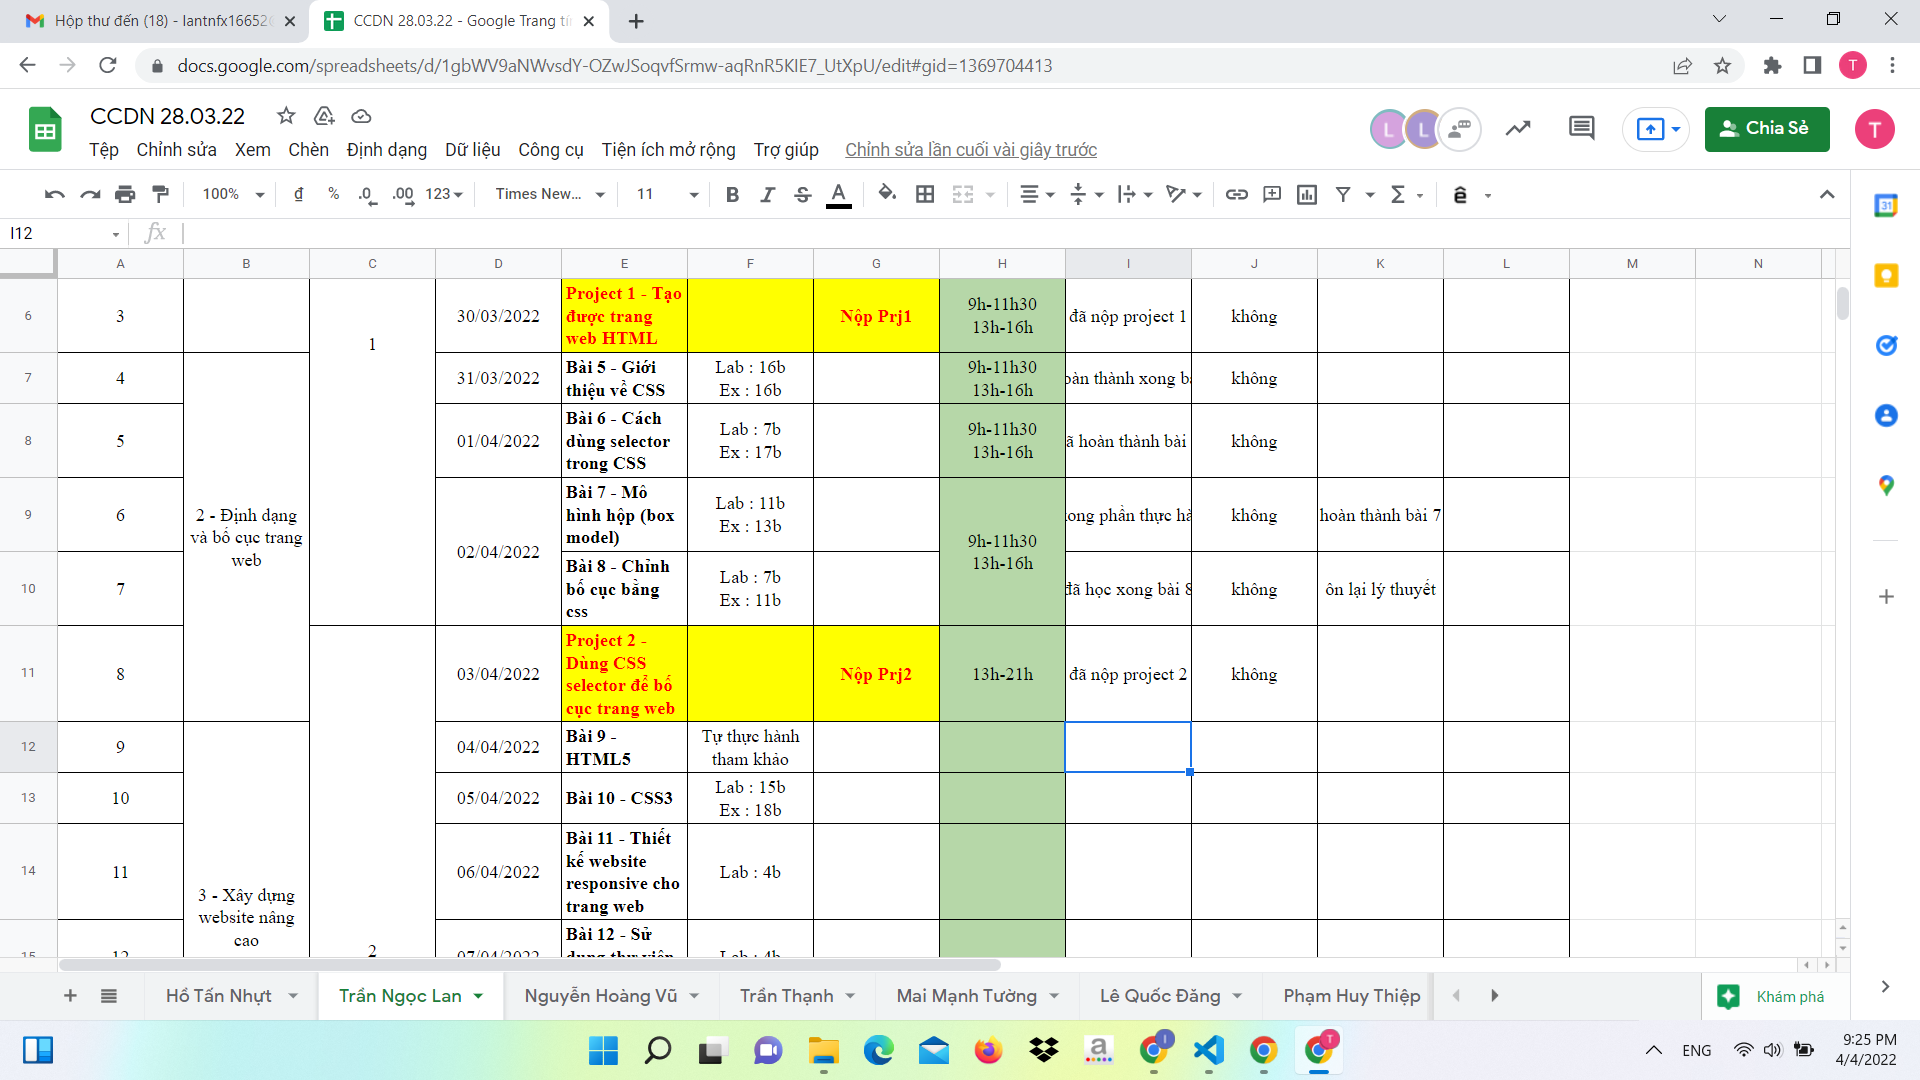 Hộp thư đến (18) - lantnfx16652
CCDN 28.03.22 - Google Trang tí
docs.google.com/spreadsheets/d/1gbWV9aNWvsdY-OZwJSoqvfSrmw-aqRnR5KIE7_UtXpU/edit#gid=1369704413
T
CCDN 28.03.22
L L
Chia Sẻ
T
Tệp Chỉnh sửa Xem Chèn Định dạng Dữ liệu Công cụ Tiện ích mở rộng Trợ giúp Chỉnh sửa lần cuối vài giây trước
100% ₫ % .0 .00 123 Times New... 11 B I S A Σ ê
31
I12 fx
A B C D E F G H I J K L M N
6 3 1 30/03/2022 Project 1 - Tạo được trang web HTML Nộp Prj1 9h-11h30 13h-16h đã nộp project 1 không
7 4 31/03/2022 Bài 5 - Giới thiệu về CSS Lab : 16b Ex : 16b 9h-11h30 13h-16h oàn thành xong b không
8 5 01/04/2022 Bài 6 - Cách dùng selector trong CSS Lab : 7b Ex : 17b 9h-11h30 13h-16h ã hoàn thành bài không
9 6 2 - Định dạng và bố cục trang web 02/04/2022 Bài 7 - Mô hình hộp (box model) Lab : 11b Ex : 13b 9h-11h30 13h-16h ong phần thực hà không hoàn thành bài 7
10 7 Bài 8 - Chỉnh bố cục bằng css Lab : 7b Ex : 11b đã học xong bài 8 không ôn lại lý thuyết
11 8 03/04/2022 Project 2 - Dùng CSS selector để bố cục trang web Nộp Prj2 13h-21h đã nộp project 2 không
12 9 04/04/2022 Bài 9 - HTML5 Tự thực hành tham khảo
13 10 05/04/2022 Bài 10 - CSS3 Lab : 15b Ex : 18b
14 11 3 - Xây dựng website nâng cao 06/04/2022 Bài 11 - Thiết kế website responsive cho trang web Lab : 4b
15 12 2 07/04/2022 Bài 12 - Sử dụng thư viện Lab : 4b
Hồ Tấn Nhựt Trần Ngọc Lan Nguyễn Hoàng Vũ Trần Thạnh Mai Mạnh Tường Lê Quốc Đăng Phạm Huy Thiệp Khám phá
a I T
ENG 9:25 PM
4/4/2022